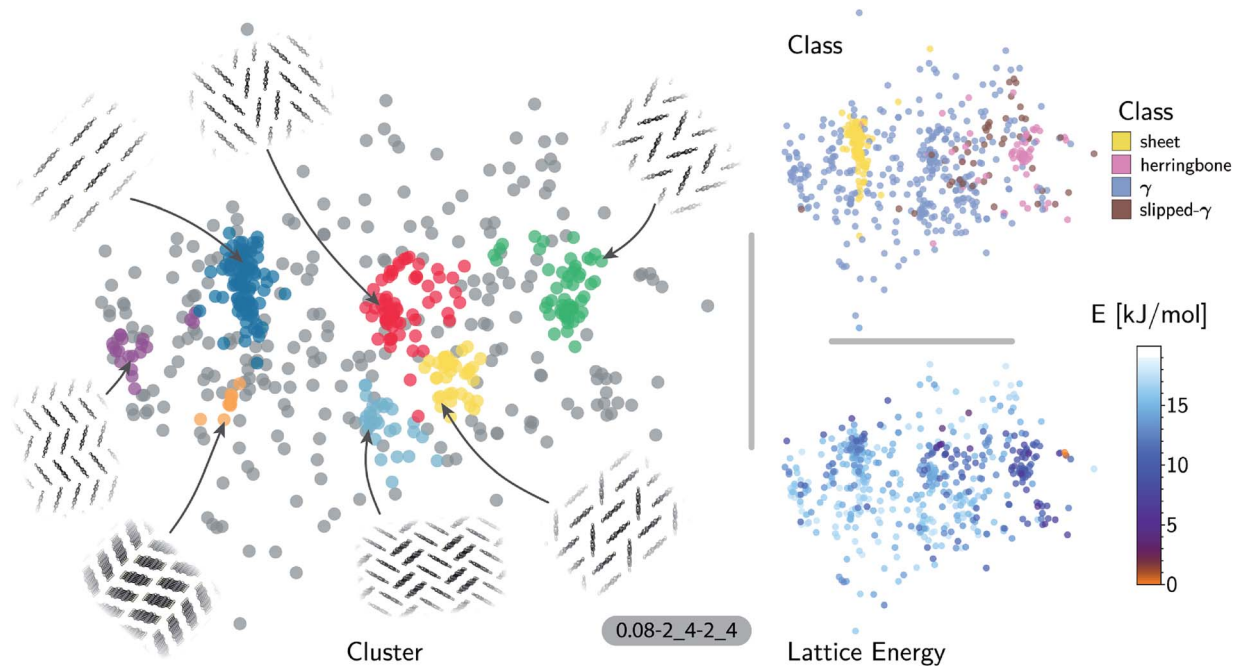 Class
Class
sheet
herringbone
γ
slipped-γ
E [kJ/mol]
15
10
5
0
0.08-2_4-2_4
Cluster
Lattice Energy